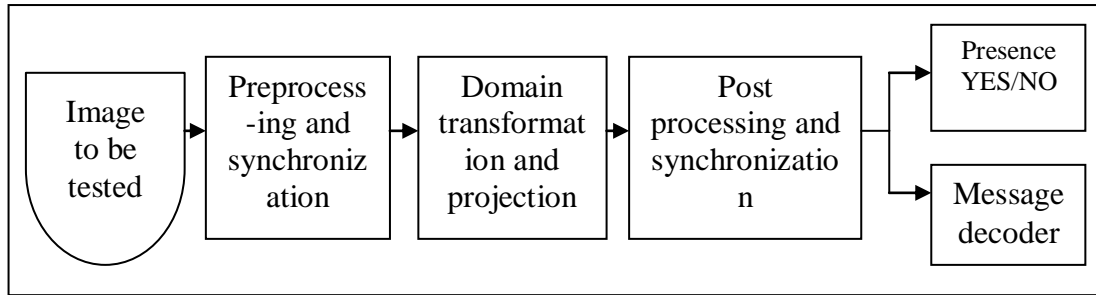 Image
to be
tested
Preprocess
-ing and
synchroniz
ation
Domain
transformat
ion and
projection
Post
processing and
synchronizatio
n
Presence
YES/NO
Message
decoder